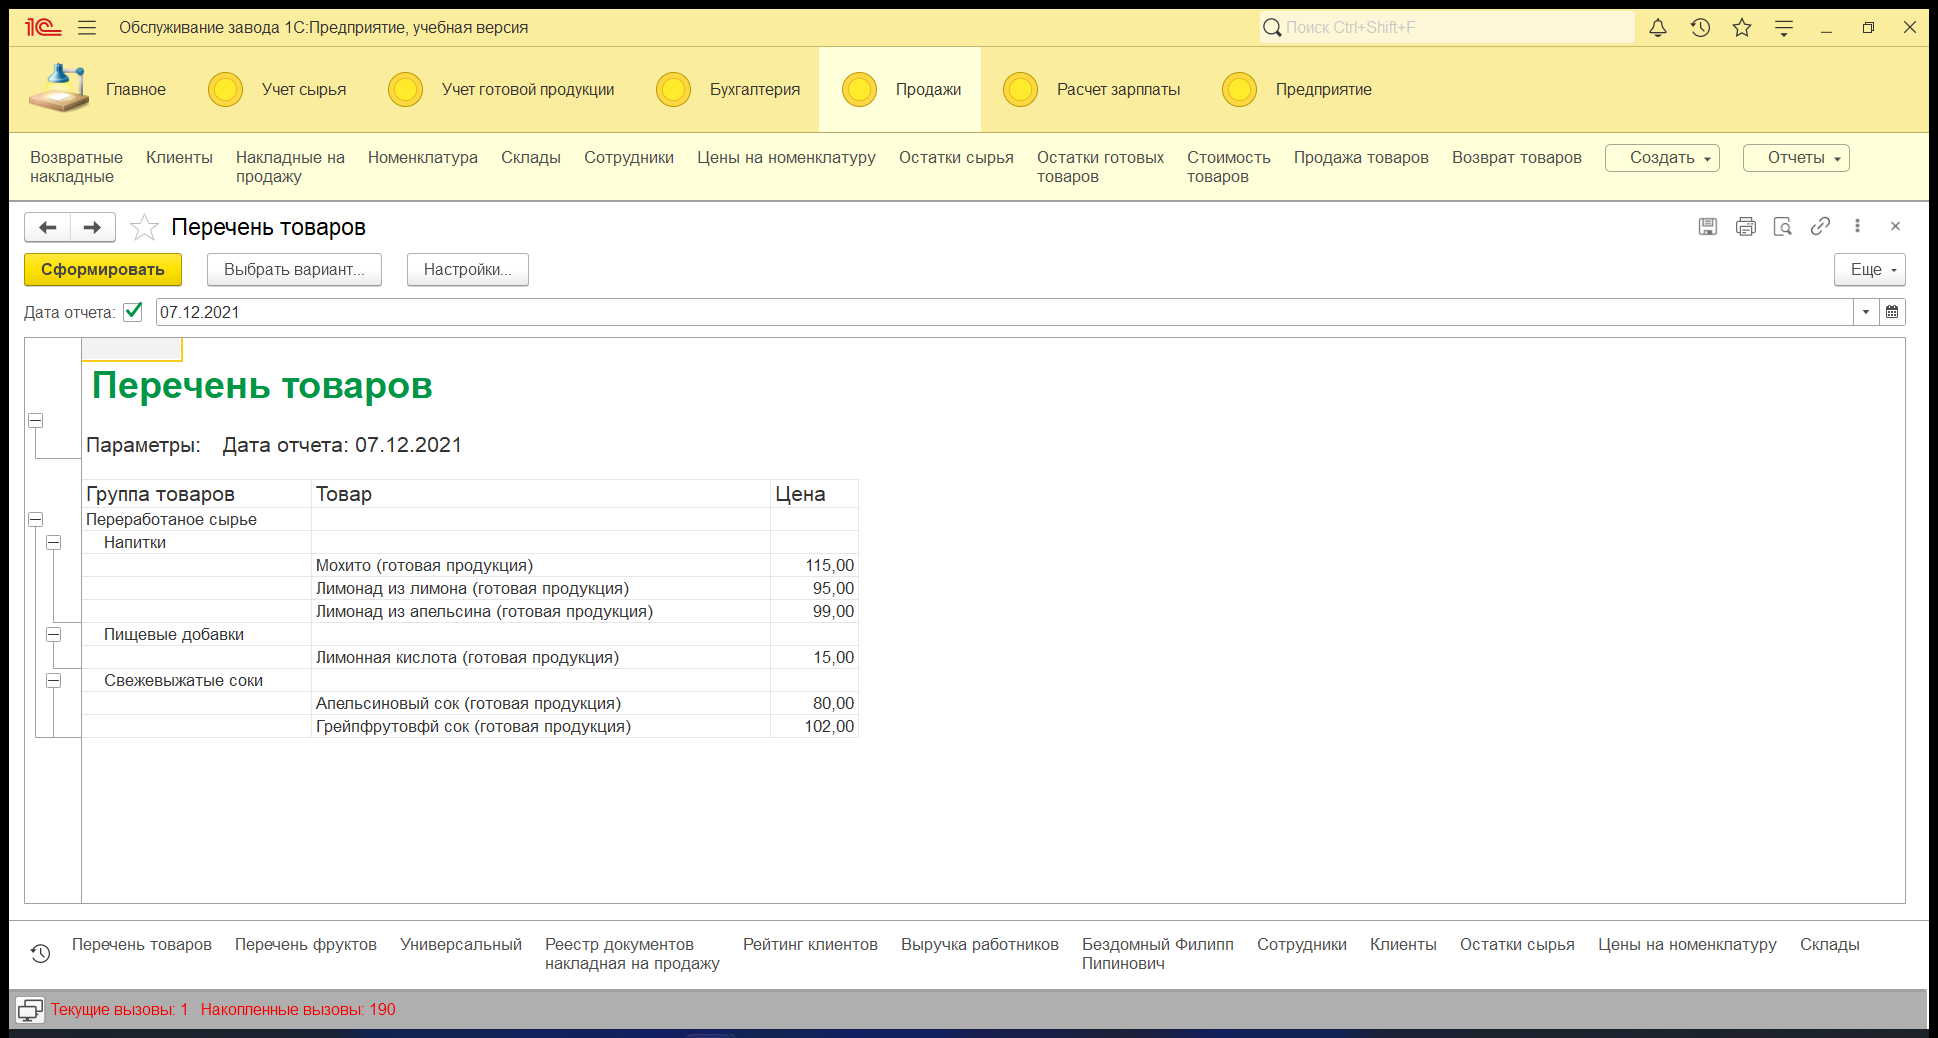 1С Обслуживание завода 1С:Предприятие, учебная версия Поиск Ctrl+Shift+F
Главное Учет сырья Учет готовой продукции Бухгалтерия Продажи Расчет зарплаты Предприятие
Возвратные накладные Клиенты Накладные на продажу Номенклатура Склады Сотрудники Цены на номенклатуру Остатки сырья Остатки готовых товаров Стоимость товаров Продажа товаров Возврат товаров Создать Отчеты
Перечень товаров
Сформировать Выбрать вариант... Настройки... Еще
Дата отчета: 07.12.2021
Перечень товаров
Параметры: Дата отчета: 07.12.2021
Группа товаров Товар Цена
Переработаное сырье
Напитки
Мохито (готовая продукция) 115,00
Лимонад из лимона (готовая продукция) 95,00
Лимонад из апельсина (готовая продукция) 99,00
Пищевые добавки
Лимонная кислота (готовая продукция) 15,00
Свежевыжатые соки
Апельсиновый сок (готовая продукция) 80,00
Грейпфрутовфй сок (готовая продукция) 102,00
Перечень товаров Перечень фруктов Универсальный Реестр документов накладная на продажу Рейтинг клиентов Выручка работников Бездомный Филипп Пипинович Сотрудники Клиенты Остатки сырья Цены на номенклатуру Склады
Текущие вызовы: 1 Накопленные вызовы: 190